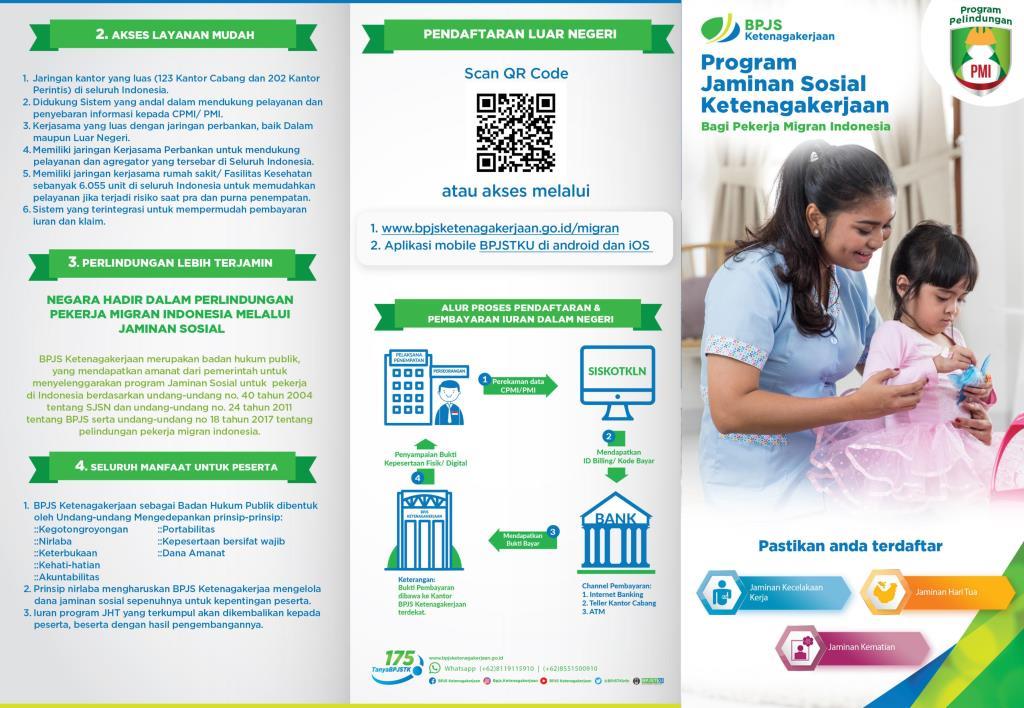 2. AKSES LAYANAN MUDAH
1. Jaringan kantor yang luas (123 Kantor Cabang dan 202 Kantor
Perintis) di seluruh Indonesia.
2. Didukung Sistem yang andal dalam mendukung pelayanan dan
penyebaran informasi kepada CPMI/ PMI.
3. Kerjasama yang luas dengan jaringan perbankan, baik Dalam
maupun Luar Negeri.
4. Memiliki jaringan Kerjasama Perbankan untuk mendukung
pelayanan dan agregator yang tersebar di Seluruh Indonesia.
5. Memiliki jaringan kerjasama rumah sakit/ Fasilitas Kesehatan
sebanyak 6.055 unit di seluruh Indonesia untuk memudahkan
pelayanan jika terjadi risiko saat pra dan purna penempatan.
6. Sistem yang terintegrasi untuk mempermudah pembayaran
iuran dan klaim.
3. PERLINDUNGAN LEBIH TERJAMIN
NEGARA HADIR DALAM PERLINDUNGAN
PEKERJA MIGRAN INDONESIA MELALUI
JAMINAN SOSIAL
BPJS Ketenagakerjaan merupakan badan hukum publik,
yang mendapatkan amanat dari pemerintah untuk
menyelenggarakan program Jaminan Sosial untuk pekerja
di Indonesia berdasarkan undang-undang no. 40 tahun 2004
tentang SJSN dan undang-undang no. 24 tahun 2011
tentang BPJS serta undang-undang no 18 tahun 2017 tentang
pelindungan pekerja migran indonesia.
4. SELURUH MANFAAT UNTUK PESERTA
1. BPJS Ketenagakerjaan sebagai Badan Hukum Publik dibentuk
oleh Undang-undang Mengedepankan prinsip-prinsip:
::Kegotongroyongan ::Portabilitas
::Nirlaba ::Kepesertaan bersifat wajib
::Keterbukaan ::Dana Amanat
::Kehati-hatian
::Akuntabilitas
2. Prinsip nirlaba mengharuskan BPJS Ketenagakerjaa mengelola
dana jaminan sosial sepenuhnya untuk kepentingan peserta.
3. Iuran program JHT yang terkumpul akan dikembalikan kepada
peserta, beserta dengan hasil pengembangannya.
PENDAFTARAN LUAR NEGERI
Scan QR Code
atau akses melalui
1. www.bpjsketenagakerjaan.go.id/migran
2. Aplikasi mobile BPJSTKU di android dan iOS
ALUR PROSES PENDAFTARAN &
PEMBAYARAN IURAN DALAM NEGERI
PELAKSANA
PENEMPATAN
PERSEORANGAN
1 Perekaman data
CPMI/PMI
SISKOTKLN
2
Mendapatkan
ID Billing/ Kode Bayar
BANK
Channel Pembayaran:
1. Internet Banking
2. Teller Kantor Cabang
3. ATM
3
Mendapatkan
Bukti Bayar
BPJS
KETENAGAKERJAAN
Keterangan:
Bukti Pembayaran
dibawa ke Kantor
BPJS Ketenagakerjaan
terdekat.
Penyampaian Bukti
Kepesertaan Fisik/ Digital
4
175
TanyaBPJSTK
www.bpjsketenagakerjaan.go.id
Whatsapp (+62)8119115910 | (+62)8551500910
BPJS Ketenagakerjaan Bpjs.Ketenagakerjaan BPJS Ketenagakerjaan @BPJSTKinfo BPJSTKU
BPJS
Ketenagakerjaan
Program
Pelindungan
PMI
Program
Jaminan Sosial
Ketenagakerjaan
Bagi Pekerja Migran Indonesia
Pastikan anda terdaftar
Jaminan Kecelakaan
Kerja
Jaminan Hari Tua
Jaminan Kematian